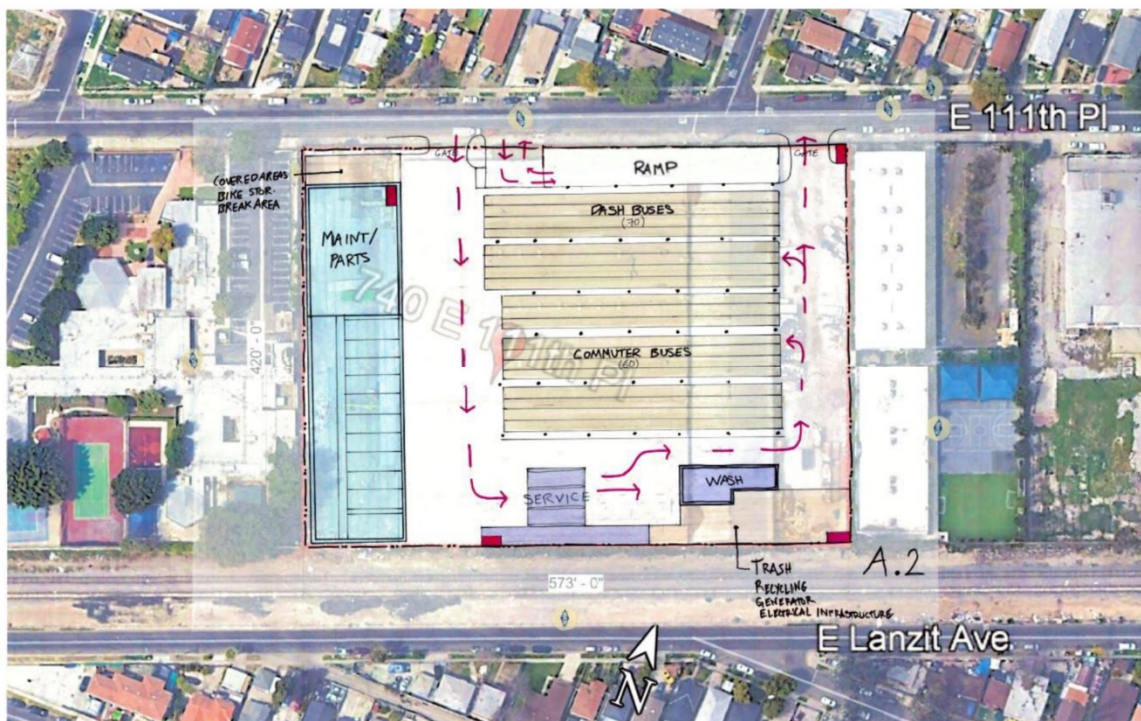 E 111th Pl
GATE
RAMP
GATE
COVERED AREAS
BIKE STOR.
BREAK AREA
DASH BUSES
(70)
MAINT/
PARTS
740 E 111th Pl
420' - 0"
COMMUTER BUSES
(60)
SERVICE
WASH
TRASH
RECYCLING
GENERATOR
ELECTRICAL INFRASTRUCTURE
A.2
573' - 0"
E Lanzit Ave
N